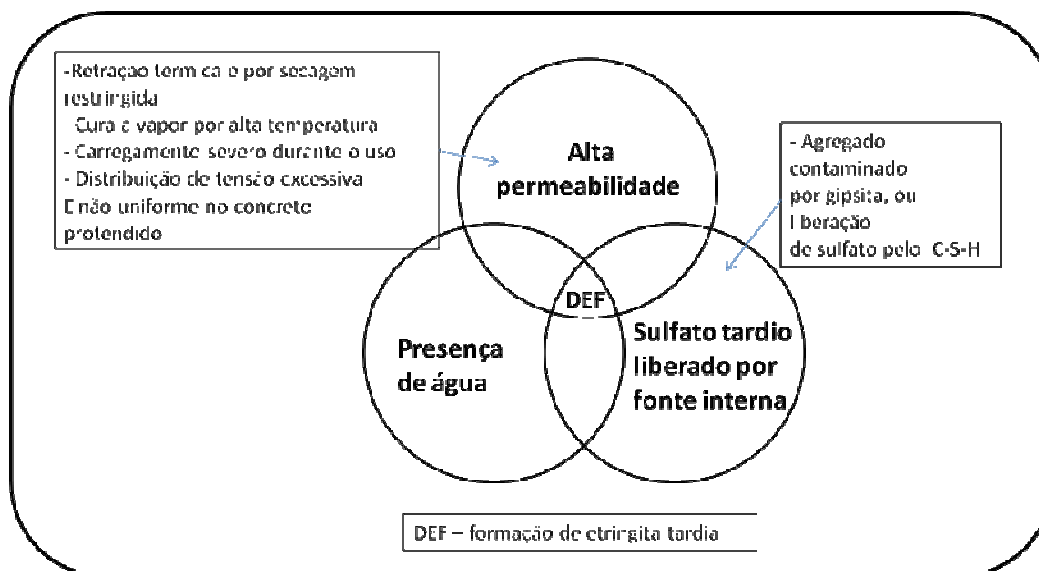 -Retração térmica e por secagem
restringida
- Cura a vapor por alta temperatura
- Carregamento severo durante o uso
- Distribuição de tensão excessiva
E não uniforme no concreto
protendido
Alta
permeabilidade
- Agregado
contaminado
por gipsita, ou
liberação
de sulfato pelo C-S-H
DEF
Presença
de água
Sulfato tardio
liberado por
fonte interna
DEF – formação de etringita tardia